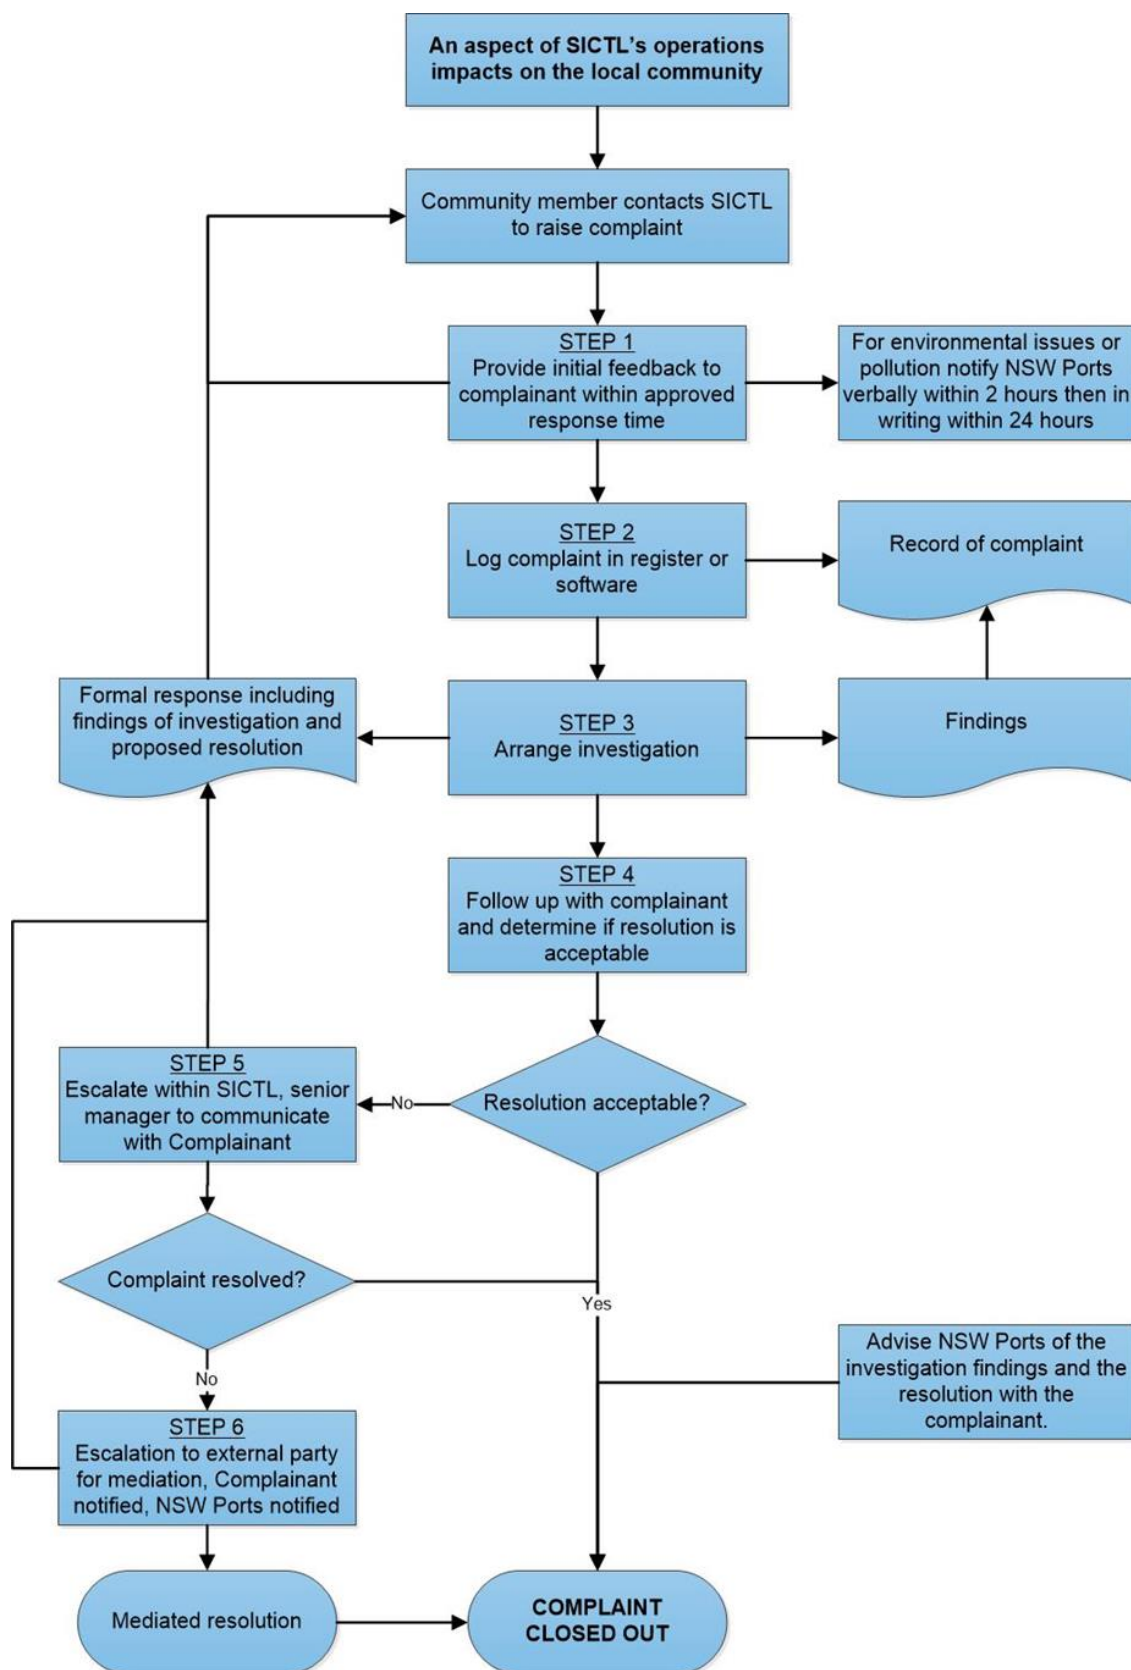 An aspect of SICTL's operations
impacts on the local community
Community member contacts SICTL
to raise complaint
STEP 1
Provide initial feedback to
complainant within approved
response time
For environmental issues or
pollution notify NSW Ports
verbally within 2 hours then in
writing within 24 hours
STEP 2
Log complaint in register or
software
Record of complaint
Formal response including
findings of investigation and
proposed resolution
STEP 3
Arrange investigation
Findings
STEP 4
Follow up with complainant
and determine if resolution is
acceptable
STEP 5
Escalate within SICTL, senior
manager to communicate
with Complainant
No
Resolution acceptable?
Complaint resolved?
Yes
No
Advise NSW Ports of the
investigation findings and the
resolution with the
complainant.
STEP 6
Escalation to external party
for mediation, Complainant
notified, NSW Ports notified
Mediated resolution
COMPLAINT
CLOSED OUT